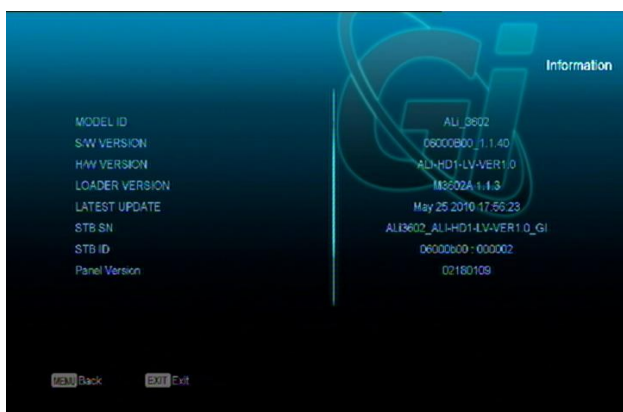 Information
MODEL ID ALi_3602
S/W VERSION 06000B00_1.1.40
H/W VERSION ALI-HD1-LV-VER1.0
LOADER VERSION M3602A 1.1.3
LATEST UPDATE May 25 2010 17:56:23
STB SN ALI3602_ALI-HD1-LV-VER1.0_GI
STB ID 06000b00 : 000002
Panel Version 02180109
MENU Back EXIT Exit
Gi